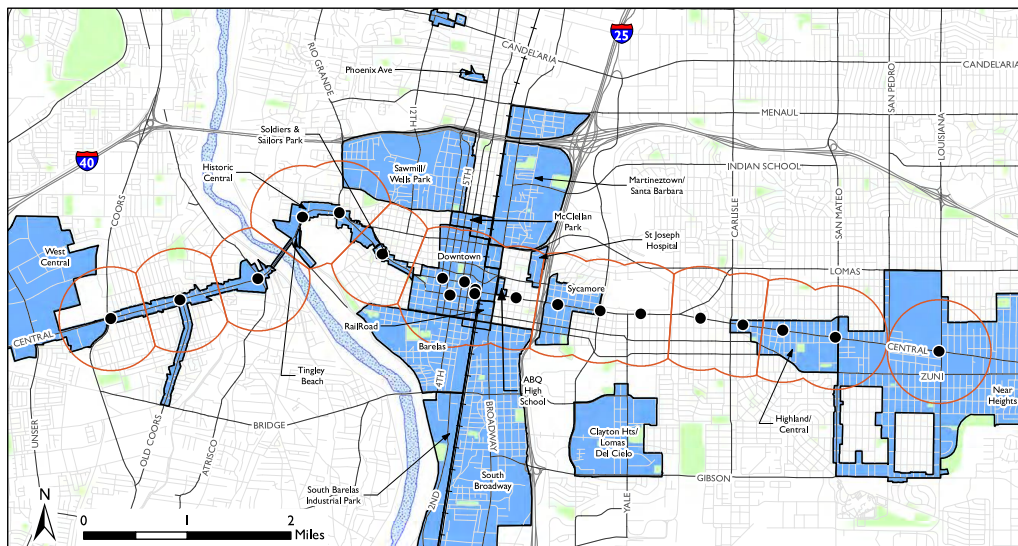 25
CANDELARIA
CANDELARIA
RIO GRANDE
Phoenix Ave
12TH
SAN PEDRO
LOUISIANA
MENAUL
Soldiers &
Sailors Park
40
Historic
Central
Sawmill/
Wells Park
5TH
INDIAN SCHOOL
Martineztown/
Santa Barbara
COORS
CARLISLE
SAN MATEO
McClellan
Park
St Joseph
Hospital
West
Central
Downtown
LOMAS
Sycamore
CENTRAL
RailRoad
Barelas
CENTRAL
Tingley
Beach
4TH
ABQ
High
School
ZUNI
Near
Heights
UNSER
OLD COORS
ATRISCO
BRIDGE
BROADWAY
Highland/
Central
Clayton Hts/
Lomas
Del Cielo
South Barelas
Industrial Park
2ND
South
Broadway
YALE
GIBSON
N
0 1 2
Miles